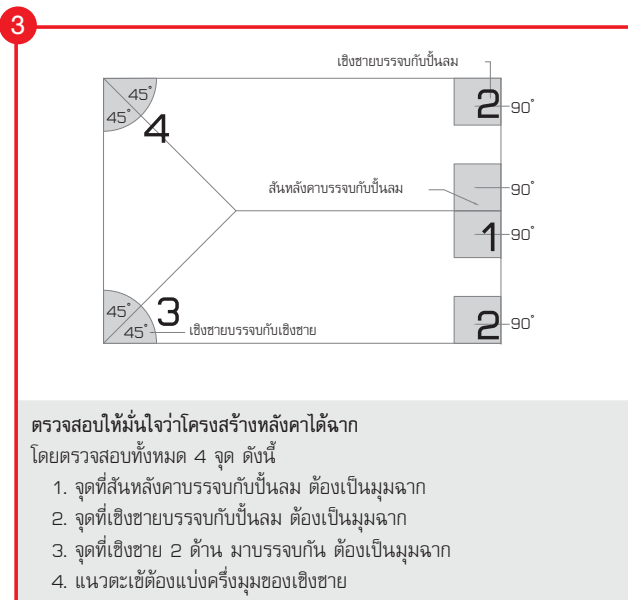 3
เชิงชายบรรจบกับปั้นลม
45°
45°
4
2
90°
สันหลังคาบรรจบกับปั้นลม
90°
1
90°
45°
45°
3
เชิงชายบรรจบกับเชิงชาย
2
90°
ตรวจสอบให้มั่นใจว่าโครงสร้างหลังคาได้ฉาก
โดยตรวจสอบทั้งหมด 4 จุด ดังนี้
1. จุดที่สันหลังคาบรรจบกับปั้นลม ต้องเป็นมุมฉาก
2. จุดที่เชิงชายบรรจบกับปั้นลม ต้องเป็นมุมฉาก
3. จุดที่เชิงชาย 2 ด้าน มาบรรจบกัน ต้องเป็นมุมฉาก
4. แนวตะเข้ต้องแบ่งครึ่งมุมของเชิงชาย